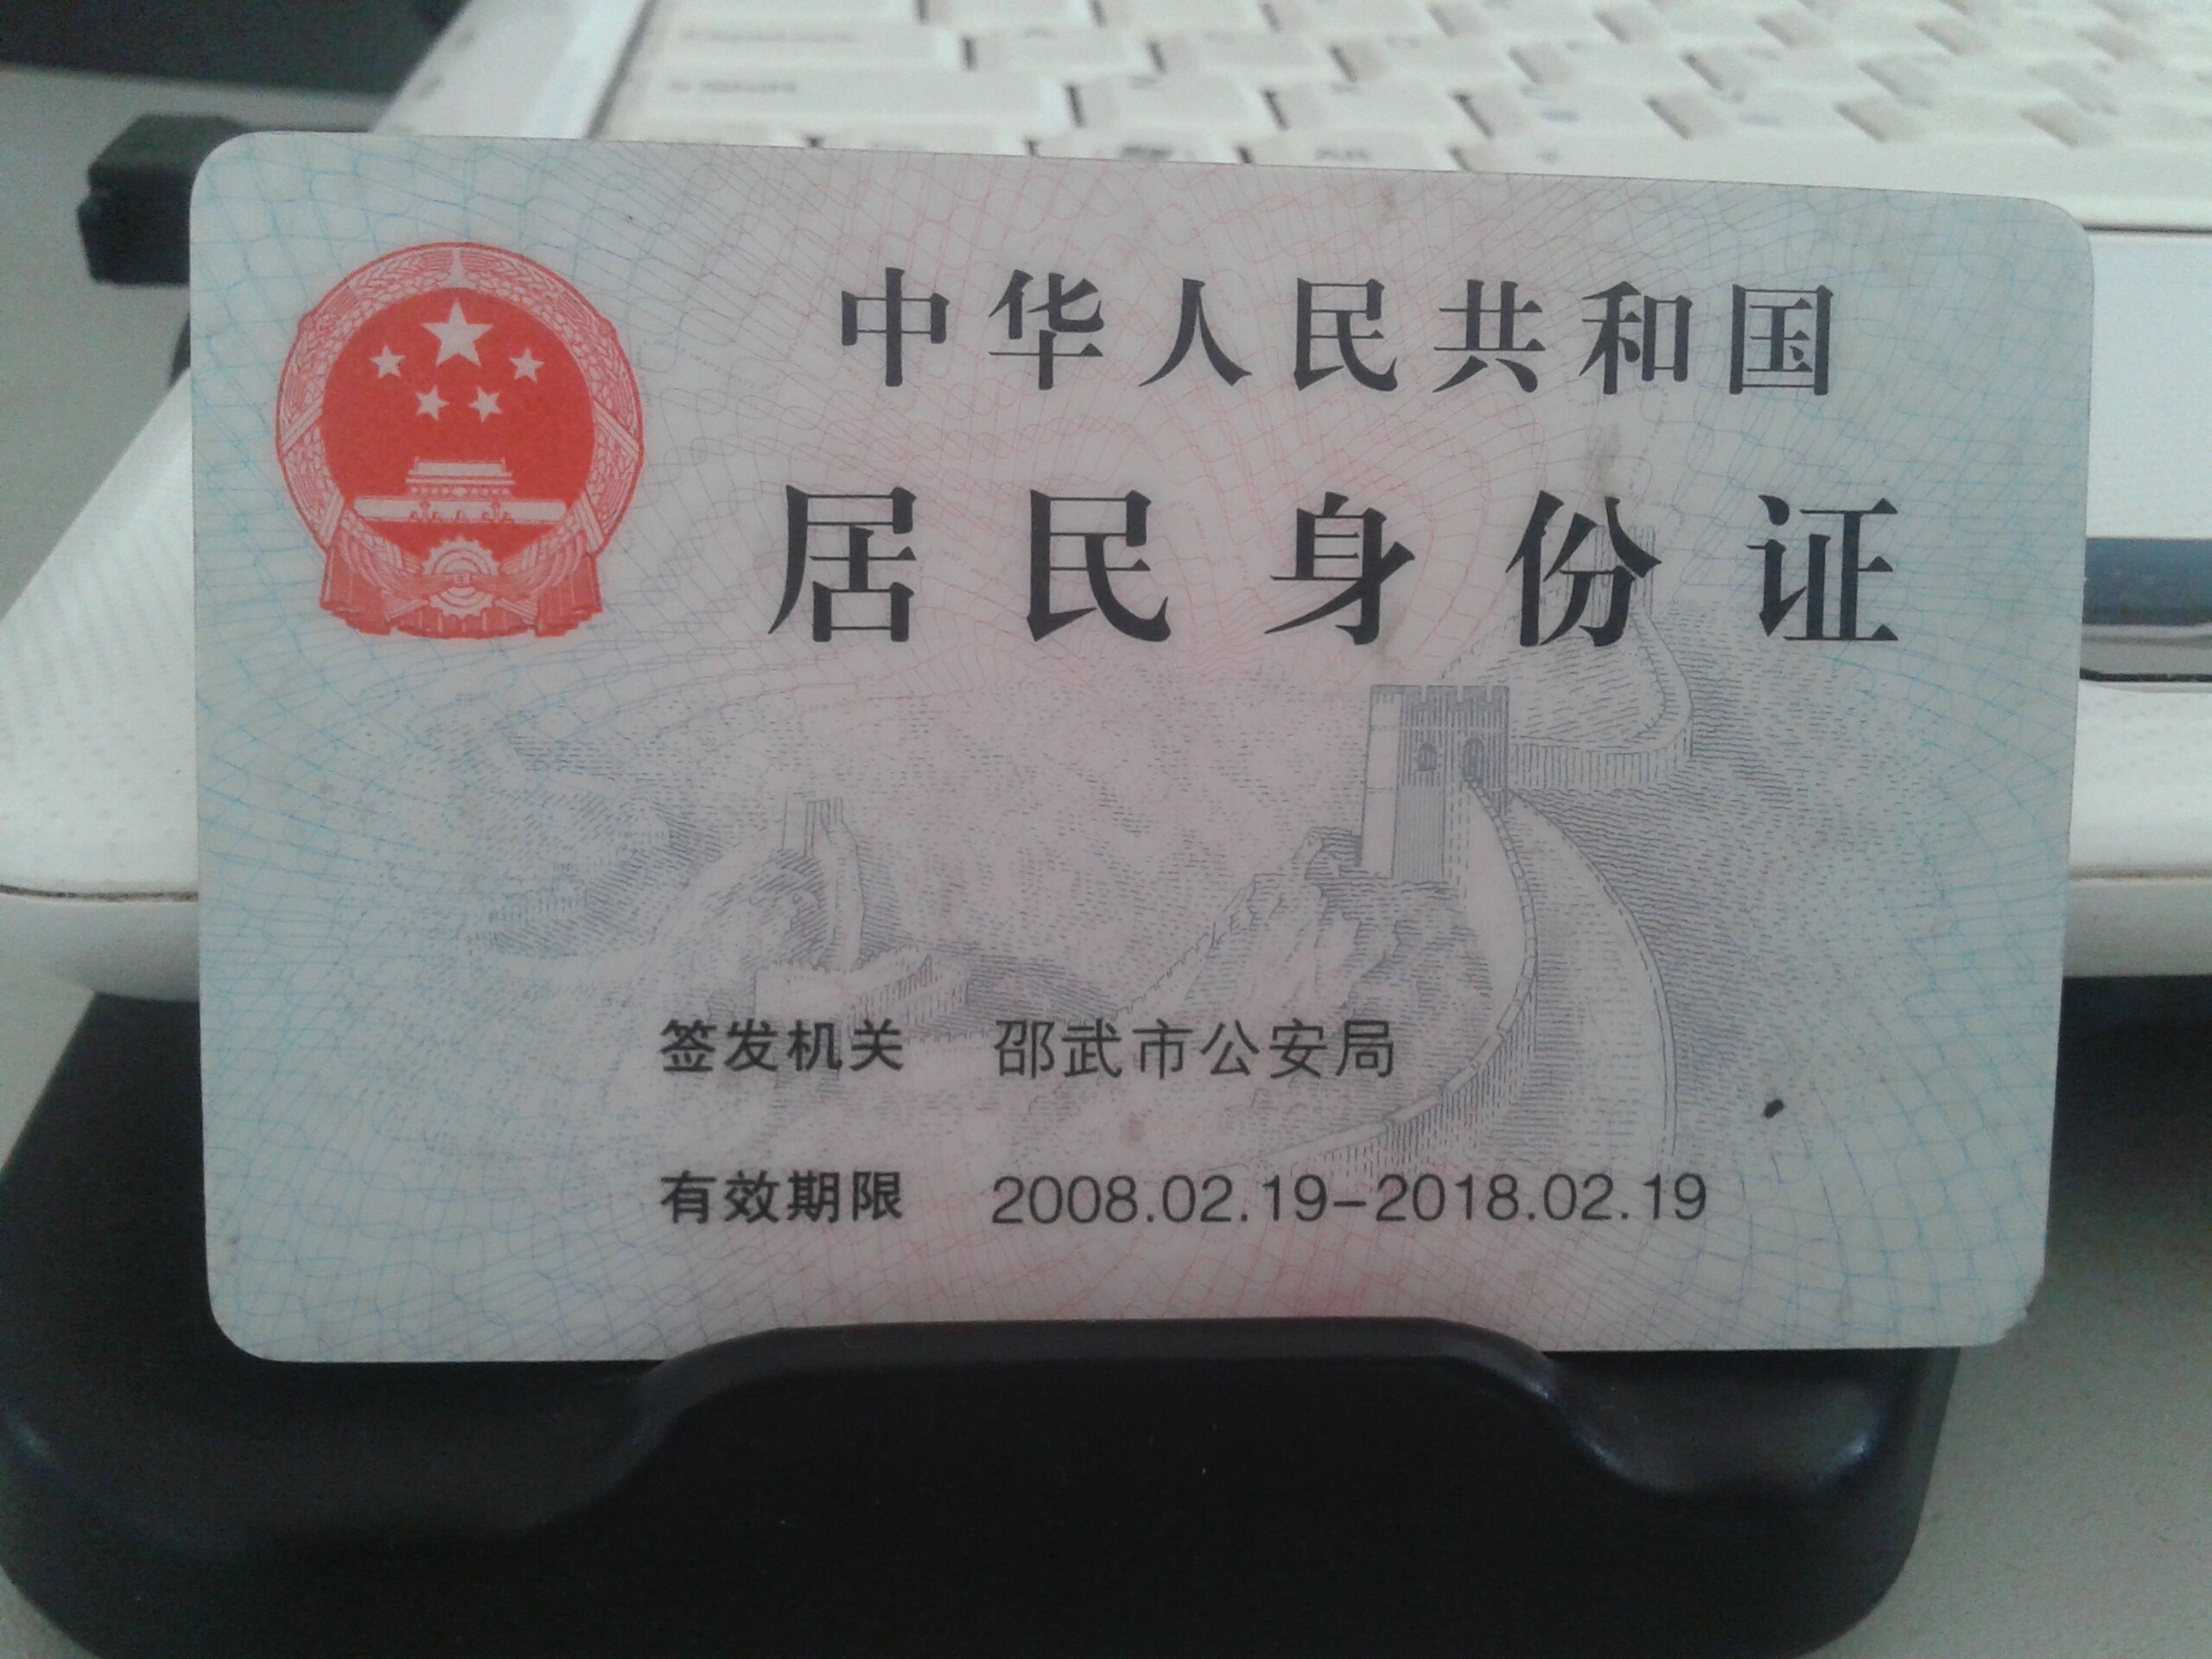 中华人民共和国
居民身份证
签发机关 邵武市公安局
有效期限 2008.02.19-2018.02.19